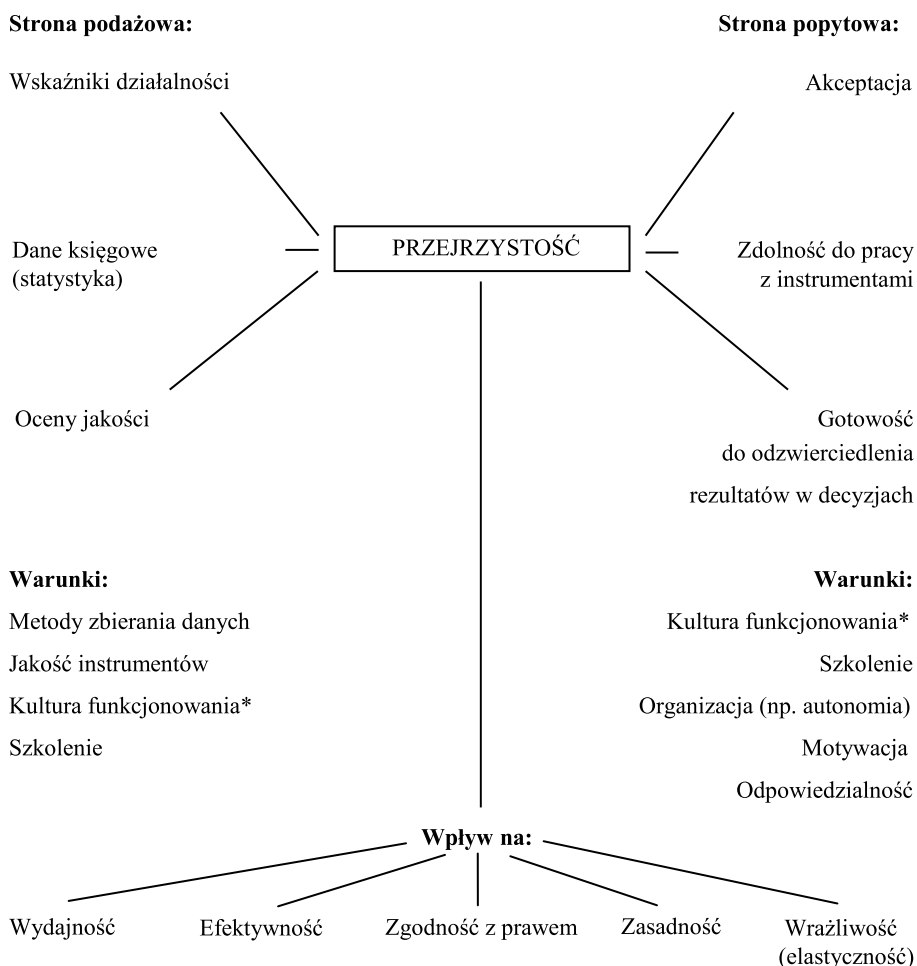 Strona podażowa:
Strona popytowa:
Wskaźniki działalności
Akceptacja
Dane księgowe
(statystyka)
PRZEJRZYSTOŚĆ
Zdolność do pracy
z instrumentami
Oceny jakości
Gotowość
do odzwierciedlenia
rezultatów w decyzjach
Warunki:
Metody zbierania danych
Jakość instrumentów
Kultura funkcjonowania*
Szkolenie
Warunki:
Kultura funkcjonowania*
Szkolenie
Organizacja (np. autonomia)
Motywacja
Odpowiedzialność
Wpływ na:
Wydajność
Efektywność
Zgodność z prawem
Zasadność
Wrażliwość
(elastyczność)